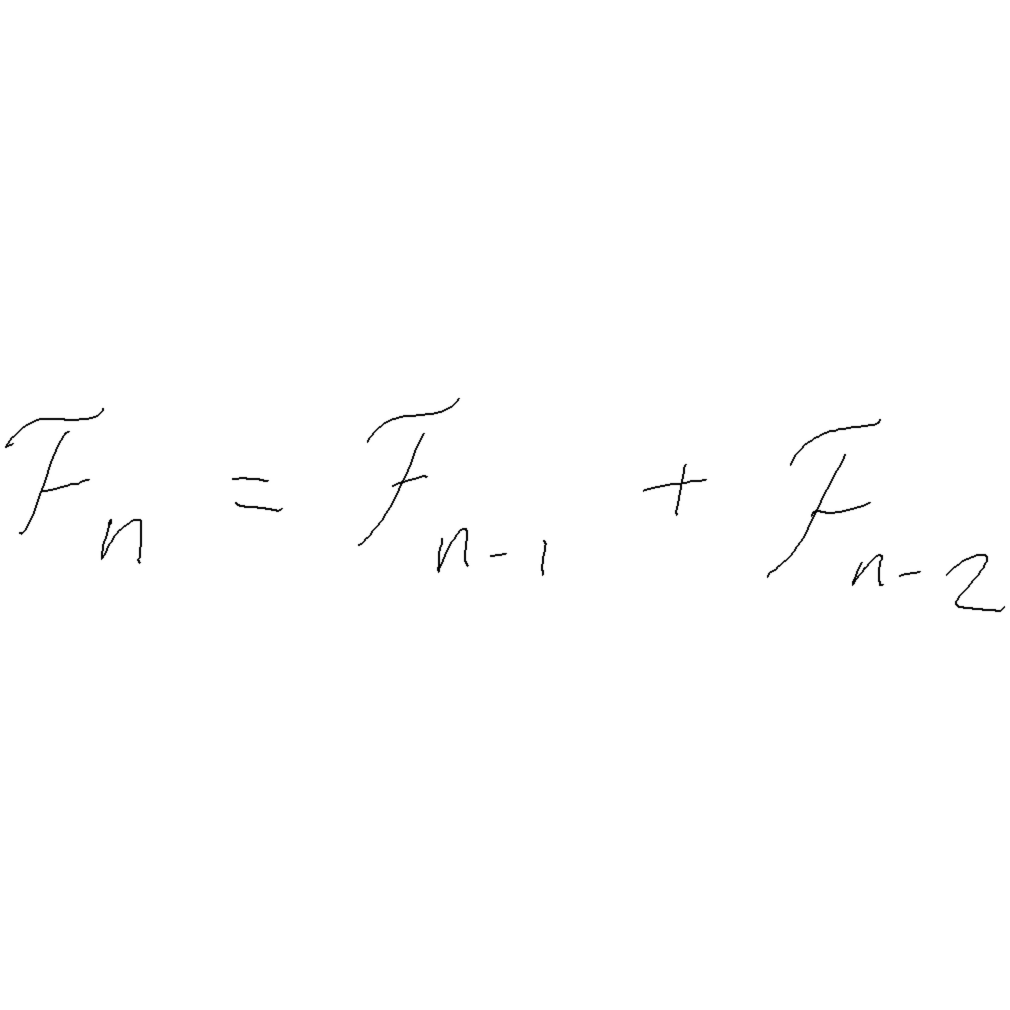 Fₙ = Fₙ₋₁ + Fₙ₋₂